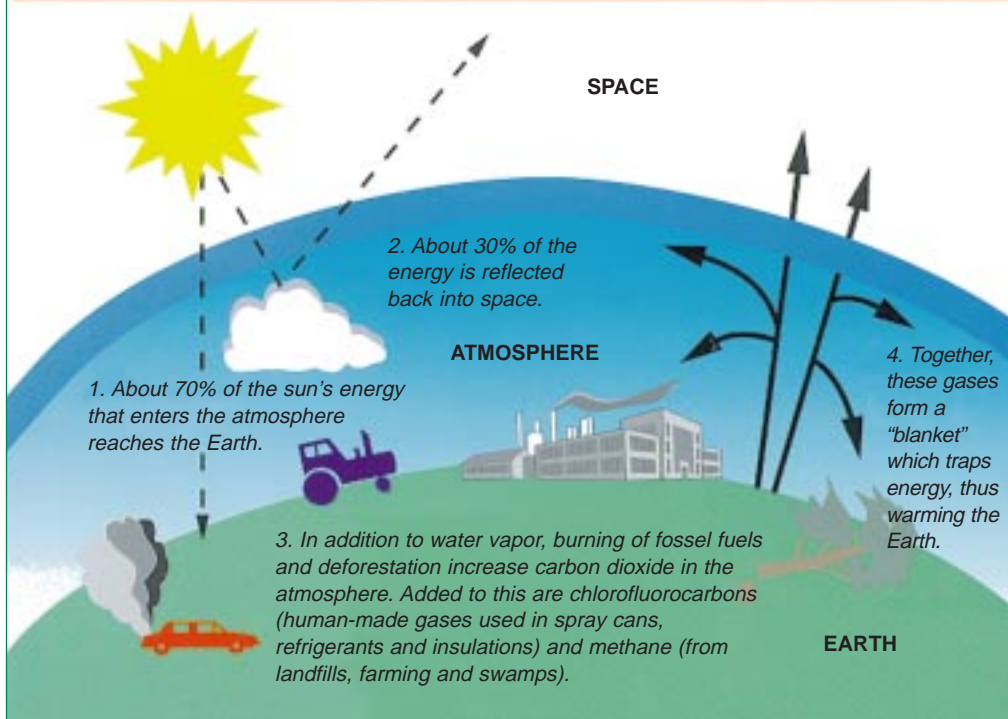 SPACE
2. About 30% of the
energy is reflected
back into space.
ATMOSPHERE
1. About 70% of the sun's energy
that enters the atmosphere
reaches the Earth.
4. Together,
these gases
form a
“blanket”
which traps
energy, thus
warming the
Earth.
3. In addition to water vapor, burning of fossel fuels
and deforestation increase carbon dioxide in the
atmosphere. Added to this are chlorofluorocarbons
(human-made gases used in spray cans,
refrigerants and insulations) and methane (from
landfills, farming and swamps).
EARTH